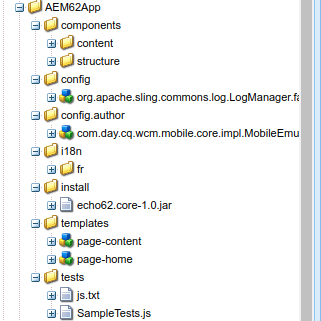 AEM62App
components
content
structure
config
org.apache.sling.commons.log.LogManager.fa
config.author
com.day.cq.wcm.mobile.core.impl.MobileEmu
i18n
fr
install
echo62.core-1.0.jar
templates
page-content
page-home
tests
js.txt
SampleTests.js